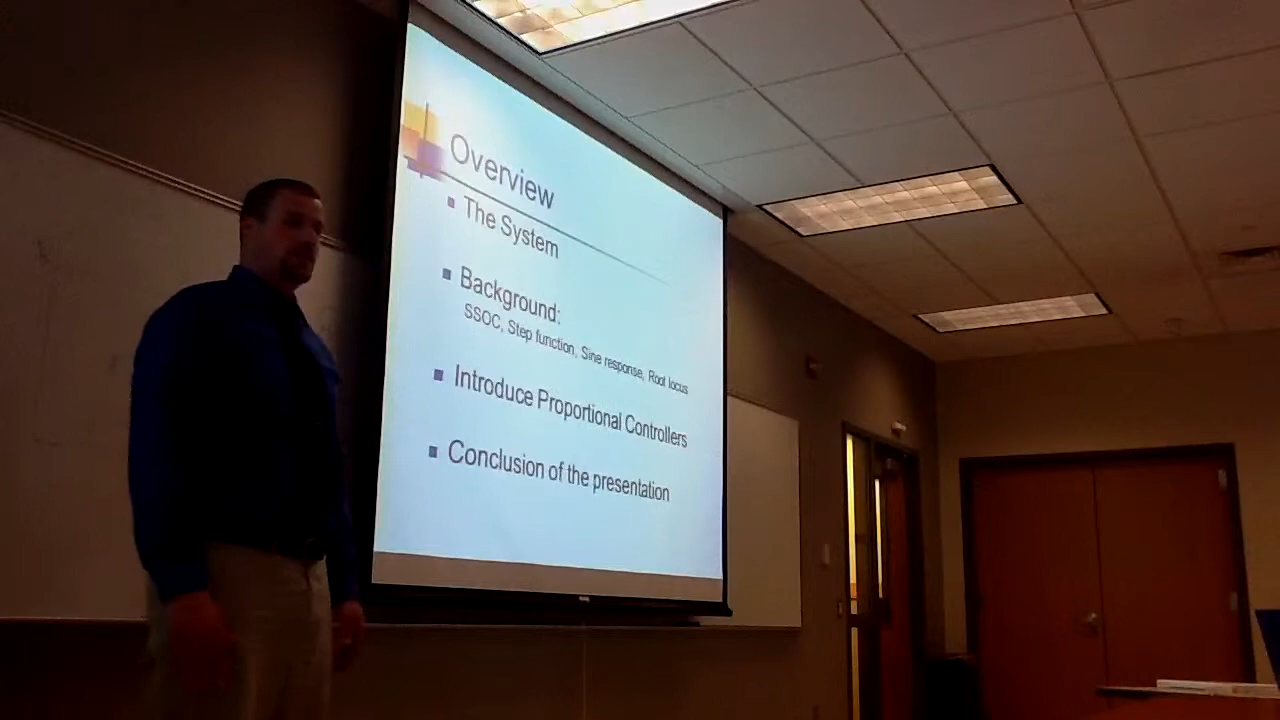 Overview
The System
Background:
SSOC, Step function, Sine response, Root locus
Introduce Proportional Controllers
Conclusion of the presentation